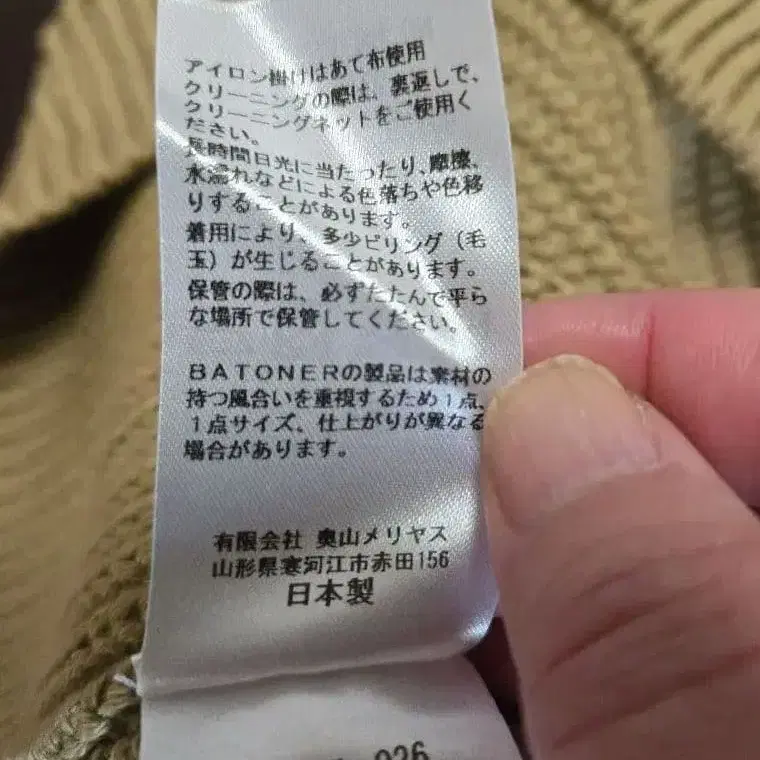 アイロン掛けはあて布使用
クリーニングの際は、裏返しで、
クリーニングネットをご使用く
ださい。
長時間日光に当たったり、摩擦、
水濡れなどによる色落ちや色移
りすることがあります。
着用により、多少ピリング（毛
玉）が生じることがあります。
保管の際は、必ずたたんで平ら
な場所で保管してください。
BATONERの製品は素材の
持つ風合いを重視するため1点、
1点サイズ、仕上がりが異なる
場合があります。
有限会社 奥山メリヤス
山形県寒河江市赤田156
日本製
026